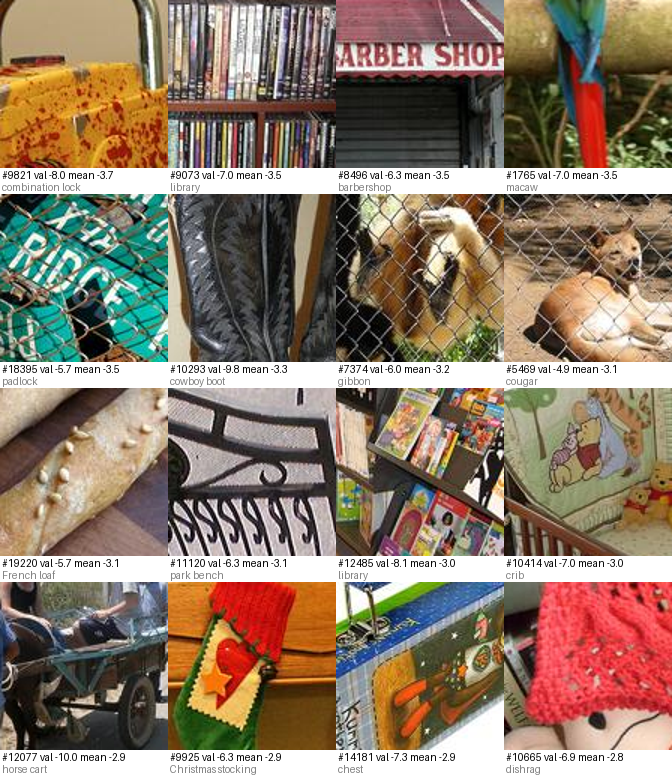 #9821 val -8.0 mean -3.7
combination lock
#9073 val -7.0 mean -3.5
library
BARBER SHOP
#8496 val -6.3 mean -3.5
barbershop
#1765 val -7.0 mean -3.5
macaw
RIDGE
#18395 val -5.7 mean -3.5
padlock
#10293 val -9.8 mean -3.3
cowboy boot
#7374 val -6.0 mean -3.2
gibbon
#5469 val -4.9 mean -3.1
cougar
#19220 val -5.7 mean -3.1
French loaf
#11120 val -6.3 mean -3.1
park bench
#12485 val -8.1 mean -3.0
library
#10414 val -7.0 mean -3.0
crib
#12077 val -10.0 mean -2.9
horse cart
#9925 val -6.3 mean -2.9
Christmas stocking
#14181 val -7.3 mean -2.9
chest
#10665 val -6.9 mean -2.8
dishrag